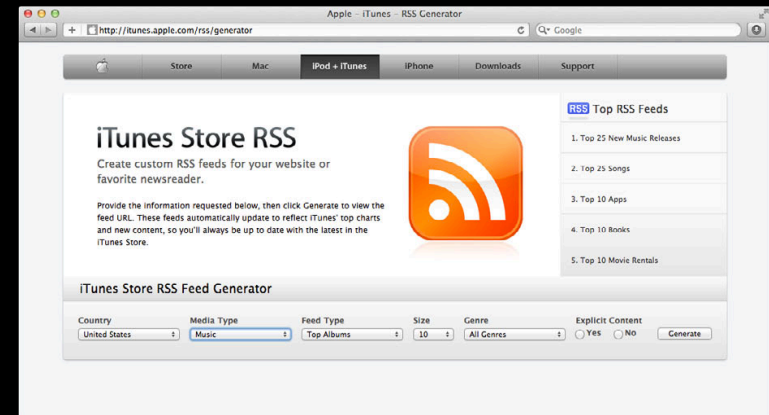 Apple – iTunes – RSS Generator
http://itunes.apple.com/rss/generator
Google
Store Mac iPod + iTunes iPhone Downloads Support
iTunes Store RSS
Create custom RSS feeds for your website or
favorite newsreader.
Provide the information requested below, then click Generate to view the
feed URL. These feeds automatically update to reflect iTunes' top charts
and new content, so you'll always be up to date with the latest in the
iTunes Store.
RSS Top RSS Feeds
1. Top 25 New Music Releases
2. Top 25 Songs
3. Top 10 Apps
4. Top 10 Books
5. Top 10 Movie Rentals
iTunes Store RSS Feed Generator
Country Media Type Feed Type Size Genre Explicit Content
United States Music Top Albums 10 All Genres Yes No Generate